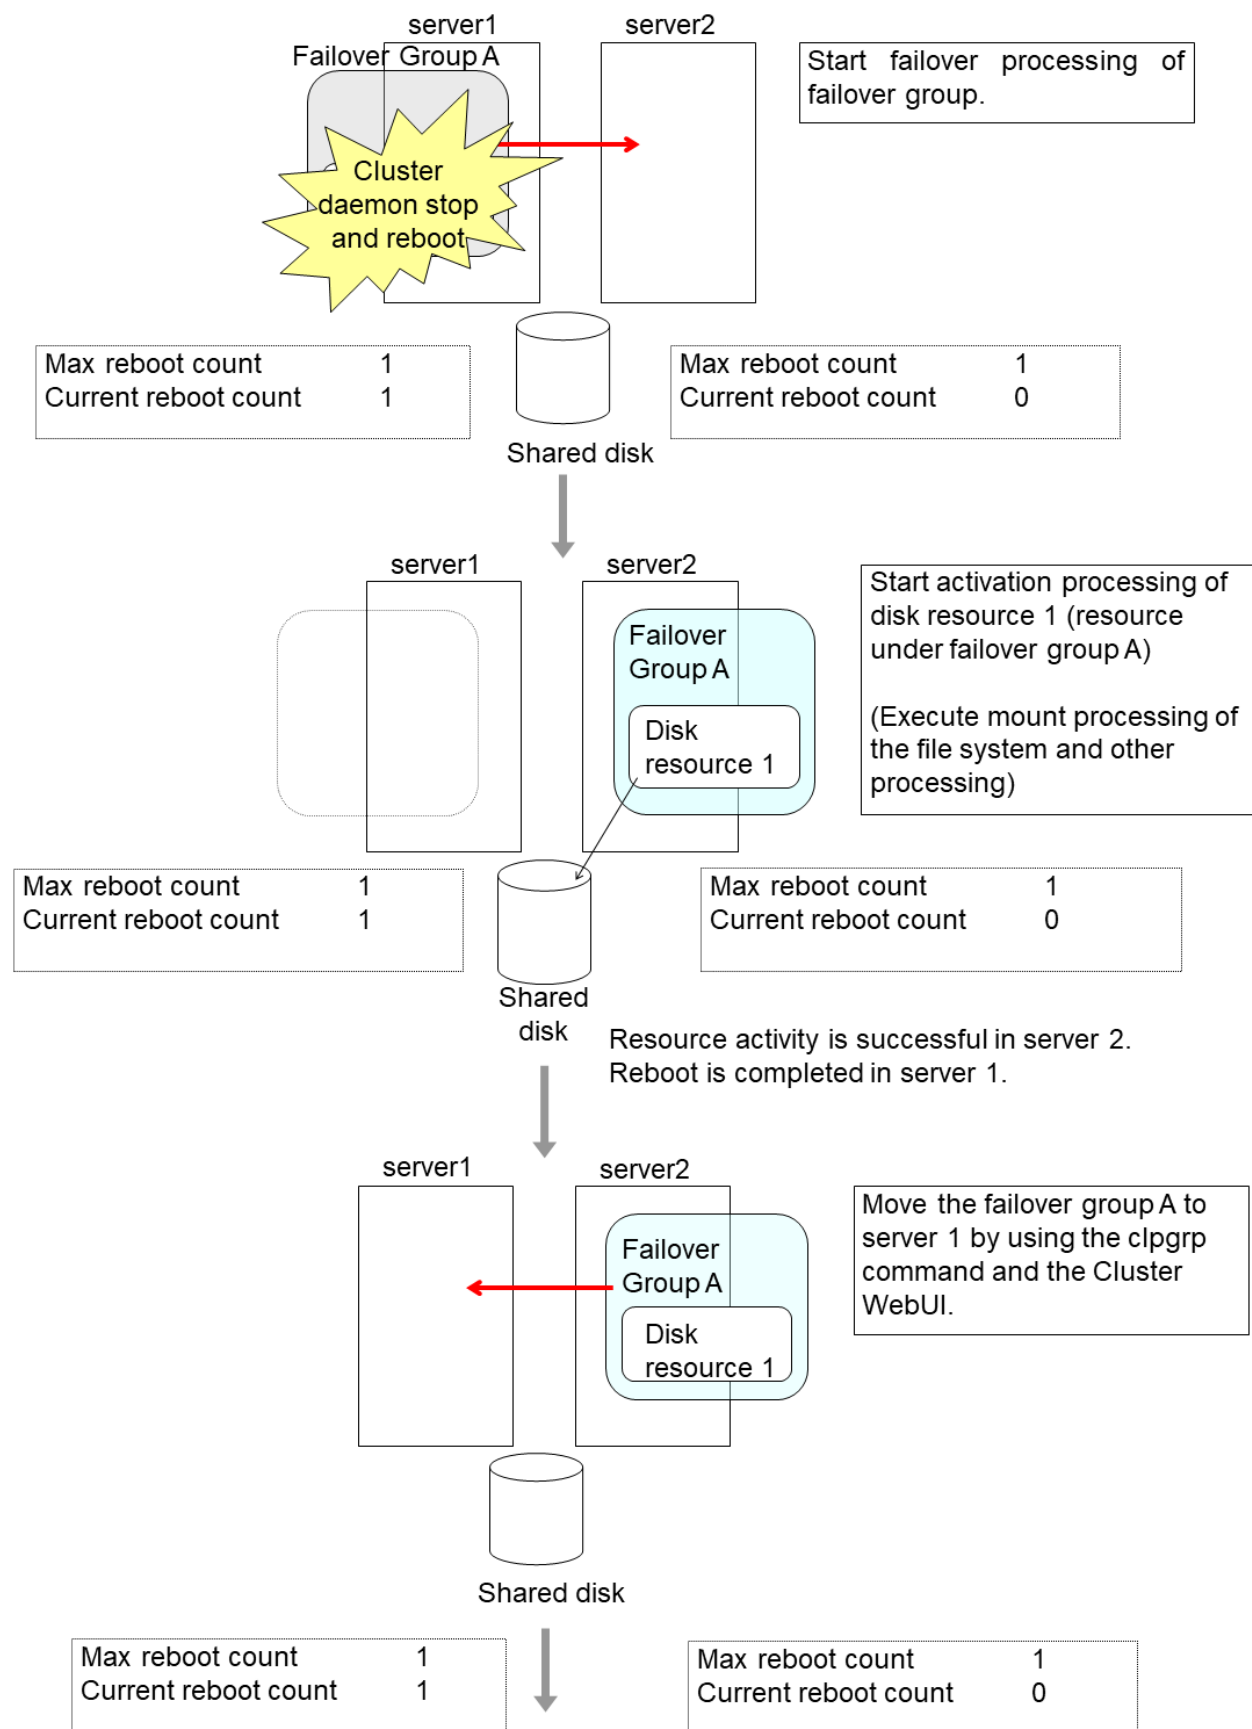 server1
server2
Failover Group A
Start failover processing of
failover group.
Cluster
daemon stop
and reboot
Max reboot count 1
Current reboot count 1
Max reboot count 1
Current reboot count 0
Shared disk
server1
server2
Start activation processing of
disk resource 1 (resource
under failover group A)
(Execute mount processing of
the file system and other
processing)
Failover
Group A
Disk
resource 1
Max reboot count 1
Current reboot count 1
Max reboot count 1
Current reboot count 0
Shared
disk
Resource activity is successful in server 2.
Reboot is completed in server 1.
server1
server2
Move the failover group A to
server 1 by using the clpgrp
command and the Cluster
WebUI.
Failover
Group A
Disk
resource 1
Shared disk
Max reboot count 1
Current reboot count 1
Max reboot count 1
Current reboot count 0